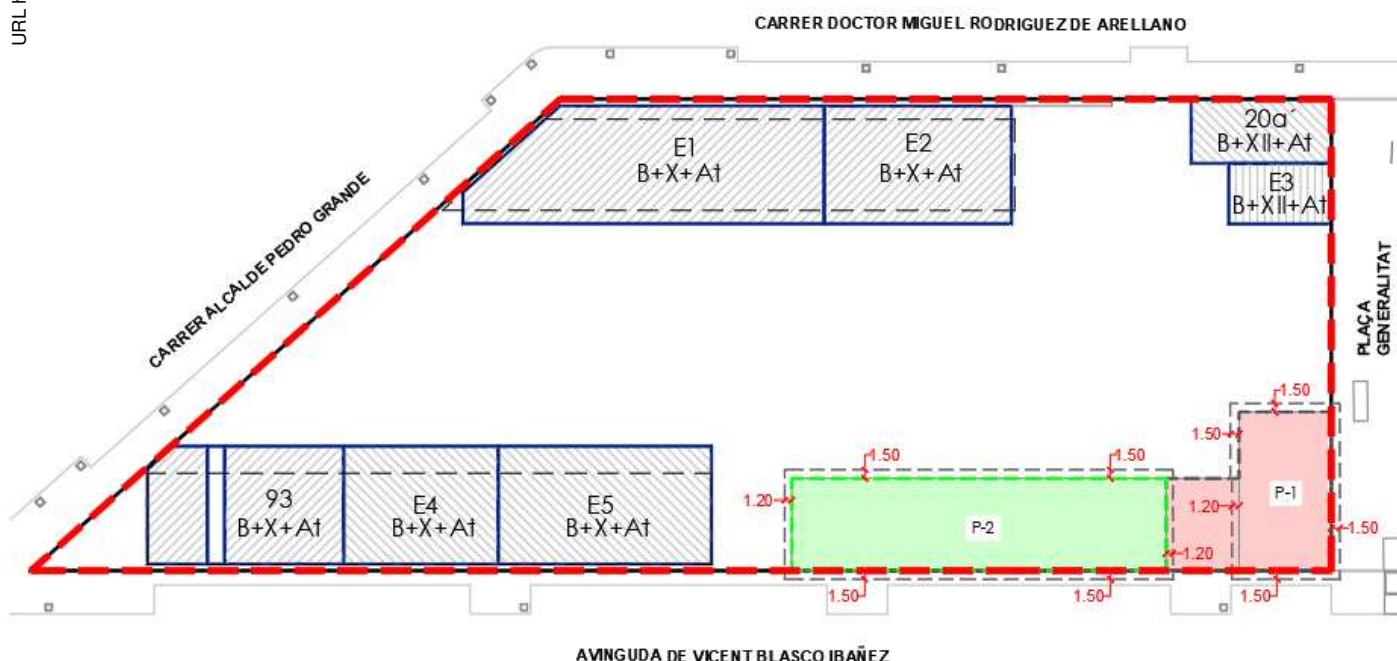 URL
CARRER DOCTOR MIGUEL RODRIGUEZ DE ARELLANO
E1
B+X+At
E2
B+X+At
20a´
B+XII+At
E3
B+XII+At
CARRER ALCALDE PEDRO GRANDE
PLAÇA
GENERALITAT
1.50
1.50
1.50
1.50
1.20
1.20
P-1
93
B+X+At
E4
B+X+At
E5
B+X+At
P-2
1.50
1.20
1.50
1.50
1.50
AVINGUDA DE VICENT BLASCO IBAÑEZ